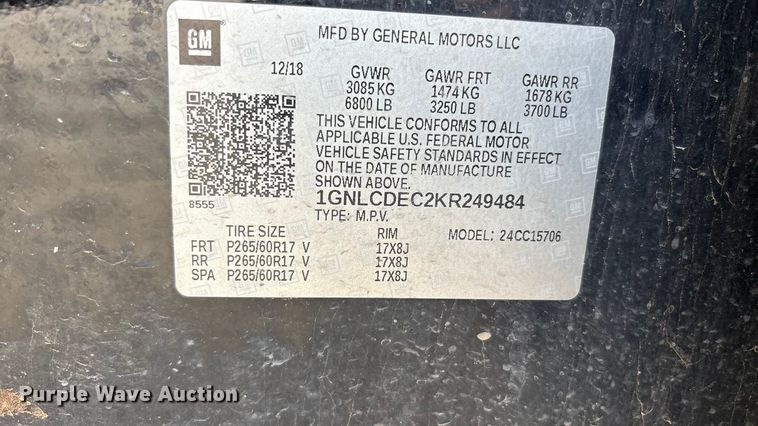 GM
MFD BY GENERAL MOTORS LLC
12/18 GVWR GAWR FRT GAWR RR
3085 KG 1474 KG 1678 KG
6800 LB 3250 LB 3700 LB
THIS VEHICLE CONFORMS TO ALL
APPLICABLE U.S. FEDERAL MOTOR
VEHICLE SAFETY STANDARDS IN EFFECT
ON THE DATE OF MANUFACTURE
SHOWN ABOVE.
8555 1GNLCDEC2KR249484
TYPE: M.P.V.
TIRE SIZE RIM MODEL: 24CC15706
FRT P265/60R17 V 17X8J
RR P265/60R17 V 17X8J
SPA P265/60R17 V 17X8J
Purple Wave Auction